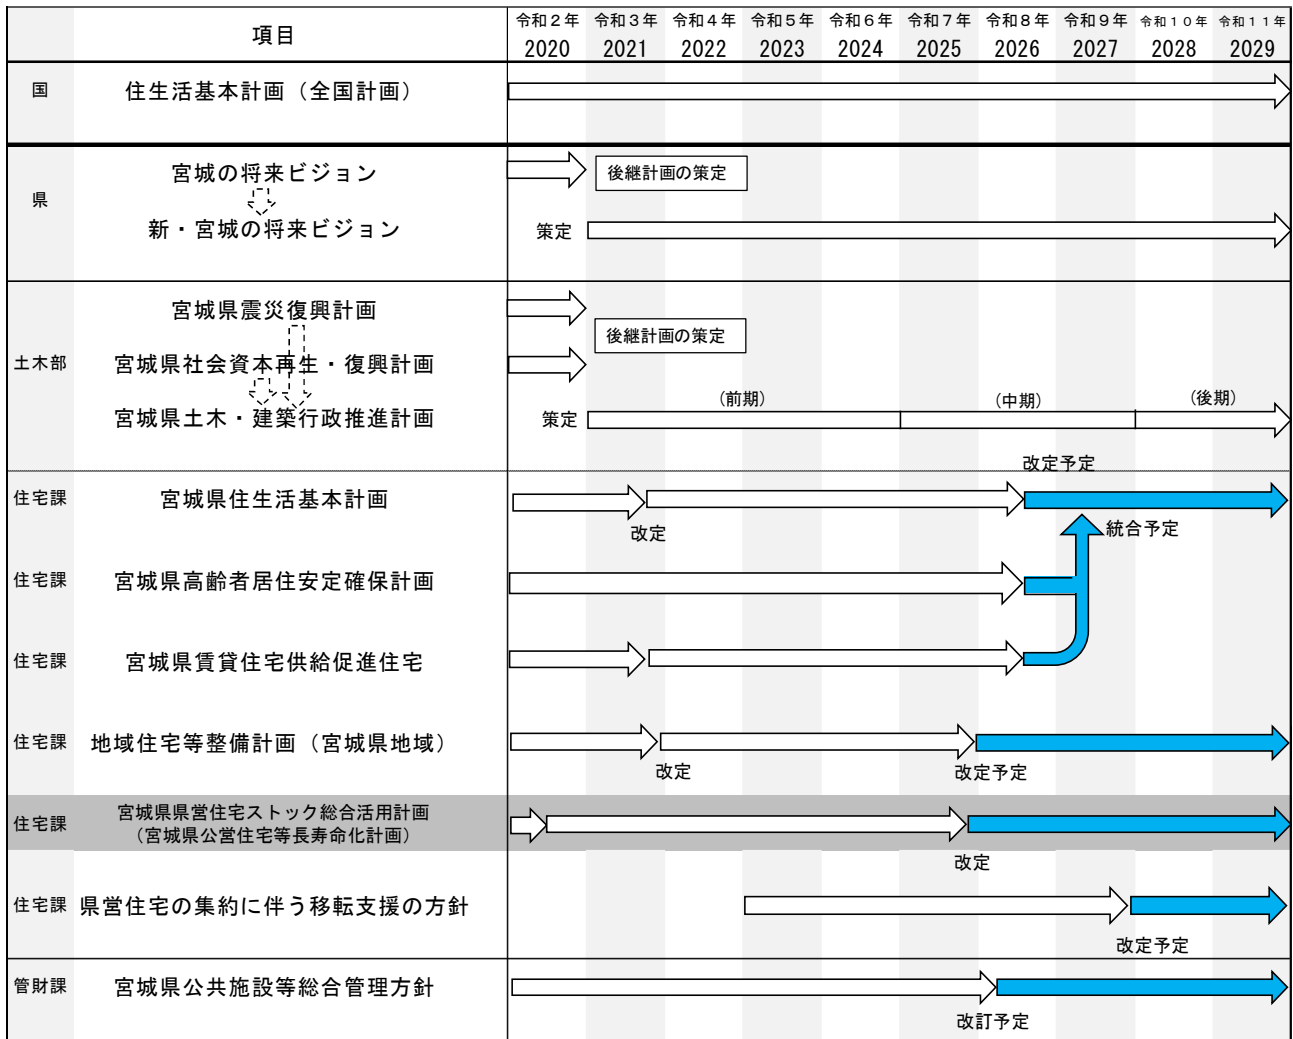 項目
令和２年 令和３年 令和４年 令和５年 令和６年 令和７年 令和８年 令和９年 令和１０年 令和１１年
2020 2021 2022 2023 2024 2025 2026 2027 2028 2029
国 住生活基本計画（全国計画）
県
宮城の将来ビジョン
後継計画の策定
新・宮城の将来ビジョン
策定
土木部
宮城県震災復興計画
後継計画の策定
宮城県社会資本再生・復興計画
宮城県土木・建築行政推進計画
策定
（前期） （中期） （後期）
改定予定
住宅課 宮城県住生活基本計画
改定
統合予定
住宅課 宮城県高齢者居住安定確保計画
住宅課 宮城県賃貸住宅供給促進住宅
住宅課 地域住宅等整備計画（宮城県地域）
改定 改定予定
住宅課
宮城県県営住宅ストック総合活用計画
（宮城県公営住宅等長寿命化計画）
改定
住宅課 県営住宅の集約に伴う移転支援の方針
改定予定
管財課 宮城県公共施設等総合管理方針
改訂予定